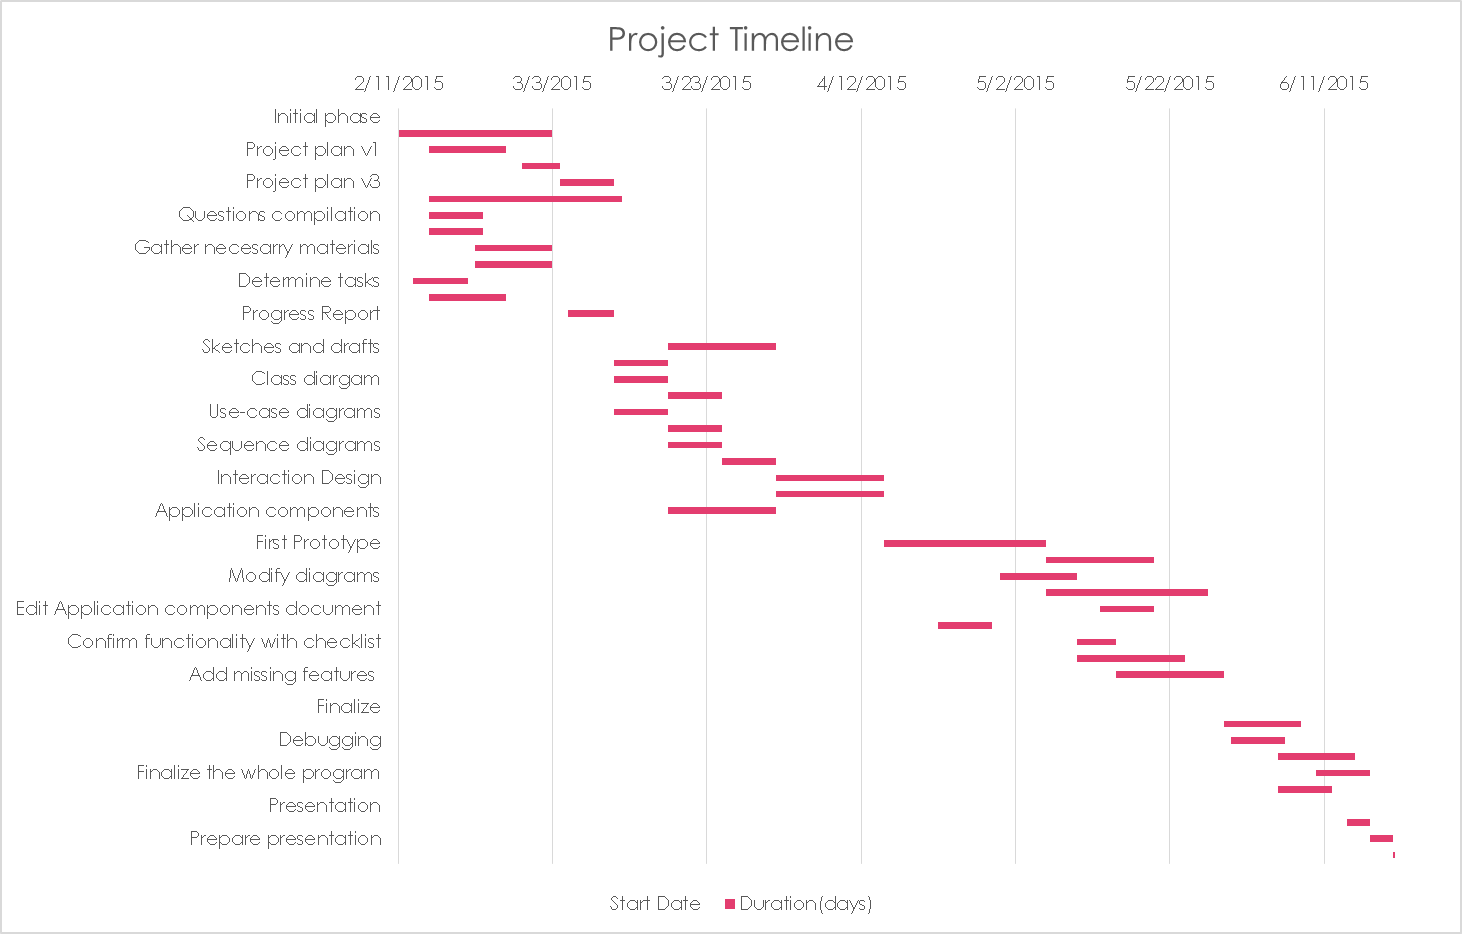 Project Timeline
2/11/2015 3/3/2015 3/23/2015 4/12/2015 5/2/2015 5/22/2015 6/11/2015
Initial phase
Project plan v1
Project plan v3
Questions compilation
Gather necesarry materials
Determine tasks
Progress Report
Sketches and drafts
Class diargam
Use-case diagrams
Sequence diagrams
Interaction Design
Application components
First Prototype
Modify diagrams
Edit Application components document
Confirm functionality with checklist
Add missing features
Finalize
Debugging
Finalize the whole program
Presentation
Prepare presentation
Start Date Duration(days)